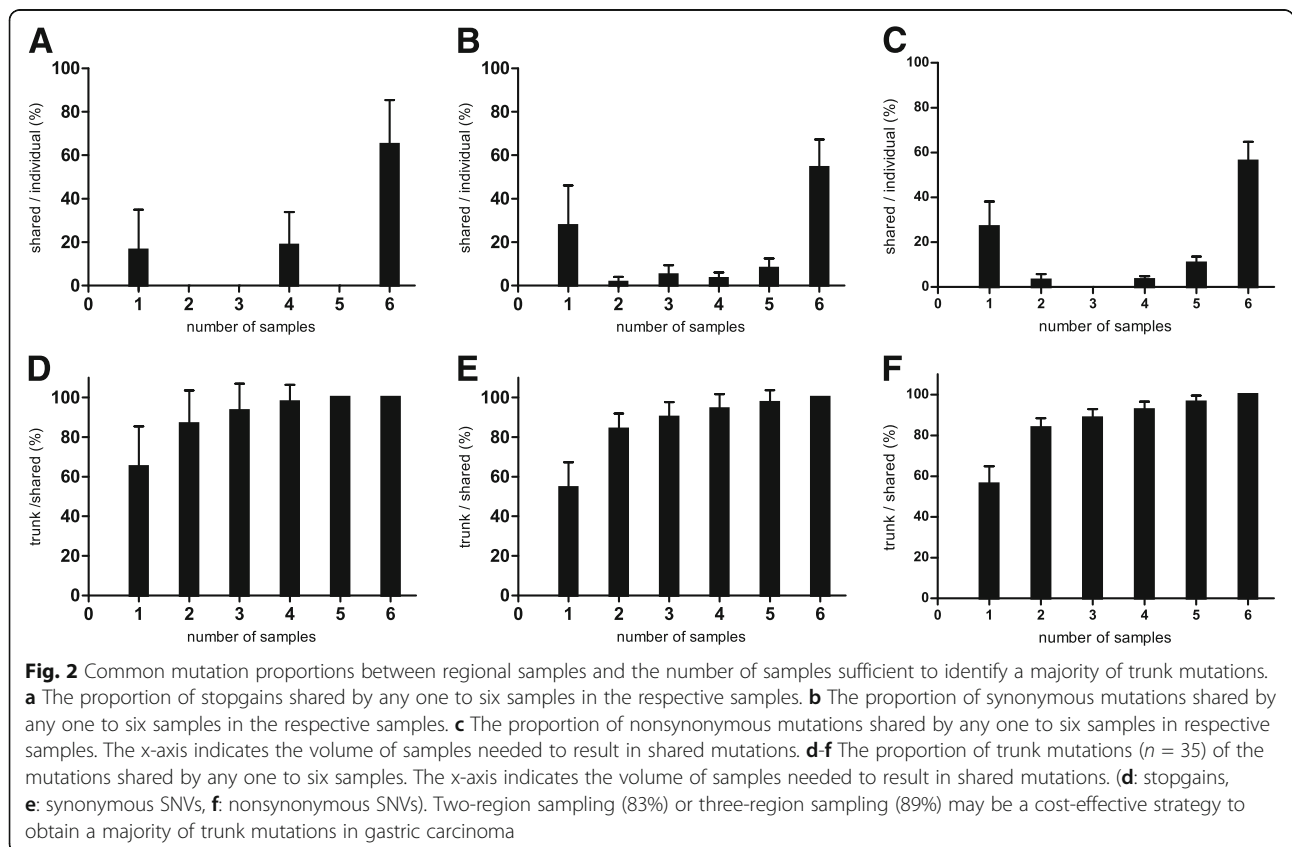 A
B
C
100
80
60
40
20
0
shared / individual (%)
0 1 2 3 4 5 6
number of samples
100
80
60
40
20
0
shared / individual (%)
0 1 2 3 4 5 6
number of samples
100
80
60
40
20
0
shared / individual (%)
0 1 2 3 4 5 6
number of samples
D
E
F
100
80
60
40
20
0
trunk /shared (%)
0 1 2 3 4 5 6
number of samples
100
80
60
40
20
0
trunk / shared (%)
0 1 2 3 4 5 6
number of samples
100
80
60
40
20
0
trunk / shared (%)
0 1 2 3 4 5 6
number of samples
Fig. 2 Common mutation proportions between regional samples and the number of samples sufficient to identify a majority of trunk mutations.
a The proportion of stopgains shared by any one to six samples in the respective samples. b The proportion of synonymous mutations shared by
any one to six samples in the respective samples. c The proportion of nonsynonymous mutations shared by any one to six samples in respective
samples. The x-axis indicates the volume of samples needed to result in shared mutations. d-f The proportion of trunk mutations (n = 35) of the
mutations shared by any one to six samples. The x-axis indicates the volume of samples needed to result in shared mutations. (d: stopgains,
e: synonymous SNVs, f: nonsynonymous SNVs). Two-region sampling (83%) or three-region sampling (89%) may be a cost-effective strategy to
obtain a majority of trunk mutations in gastric carcinoma